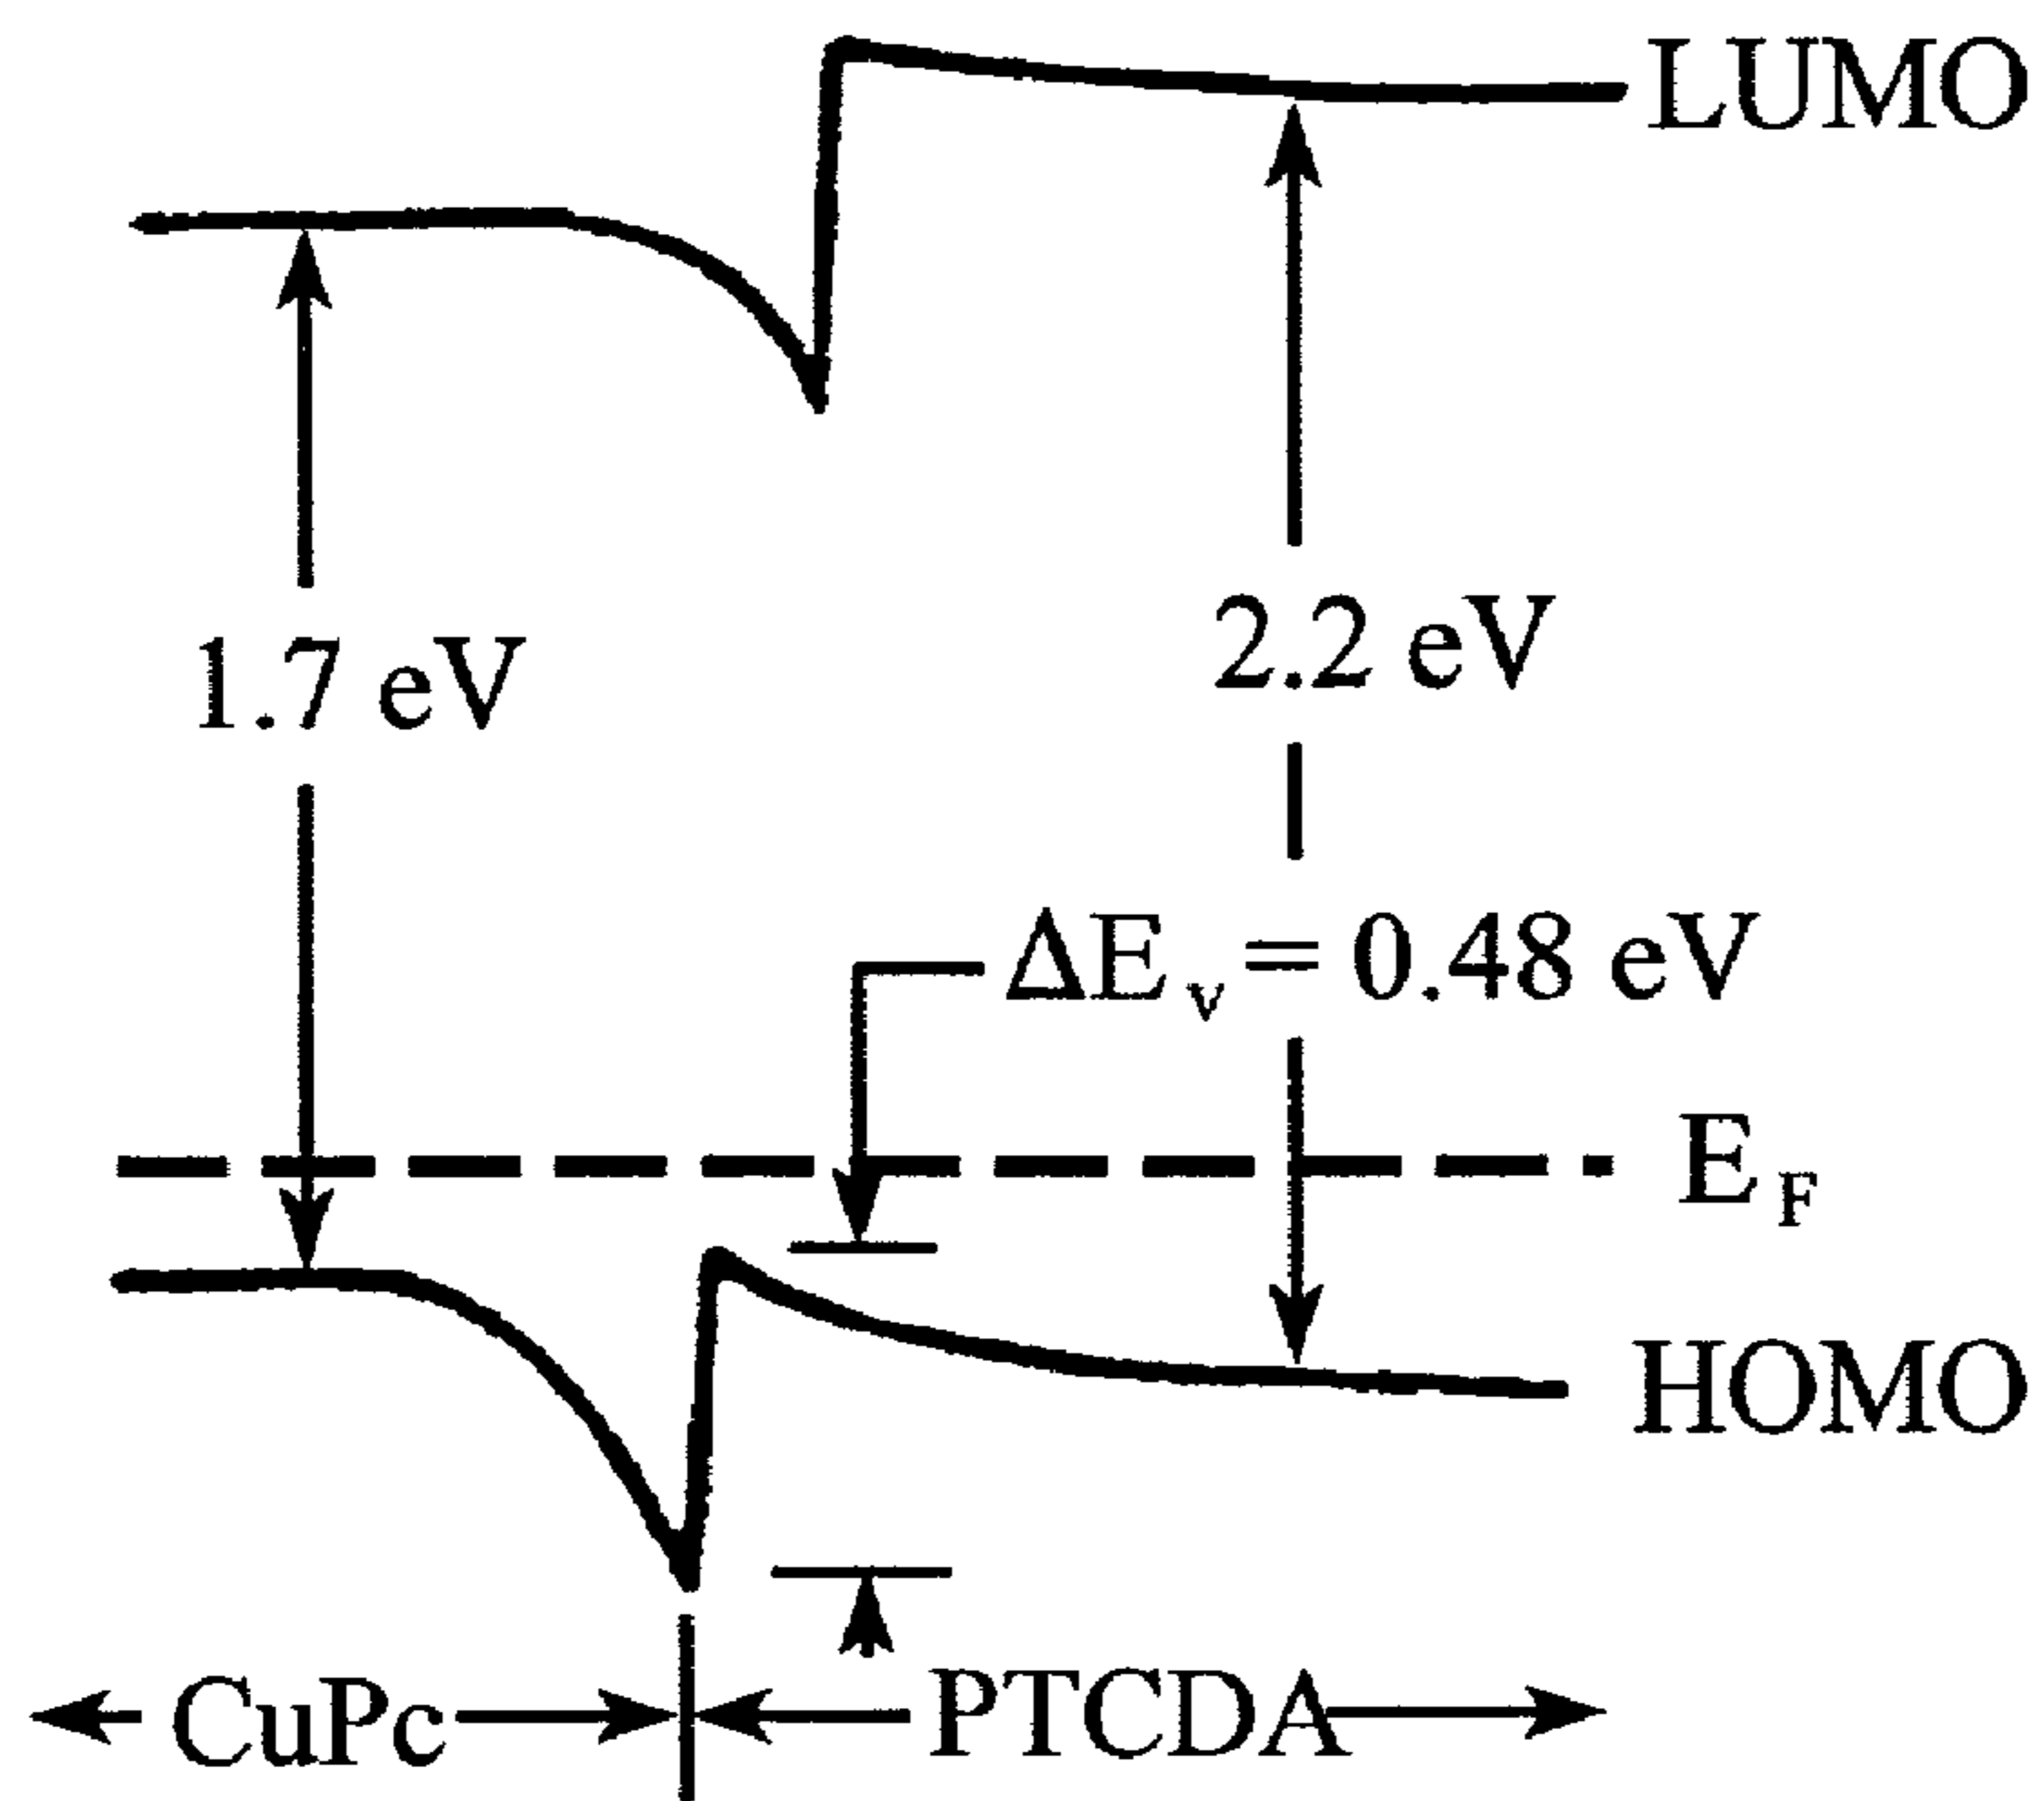 LUMO
1.7 eV
2.2 eV
ΔE_v = 0.48 eV
E_F
HOMO
CuPc
PTCDA